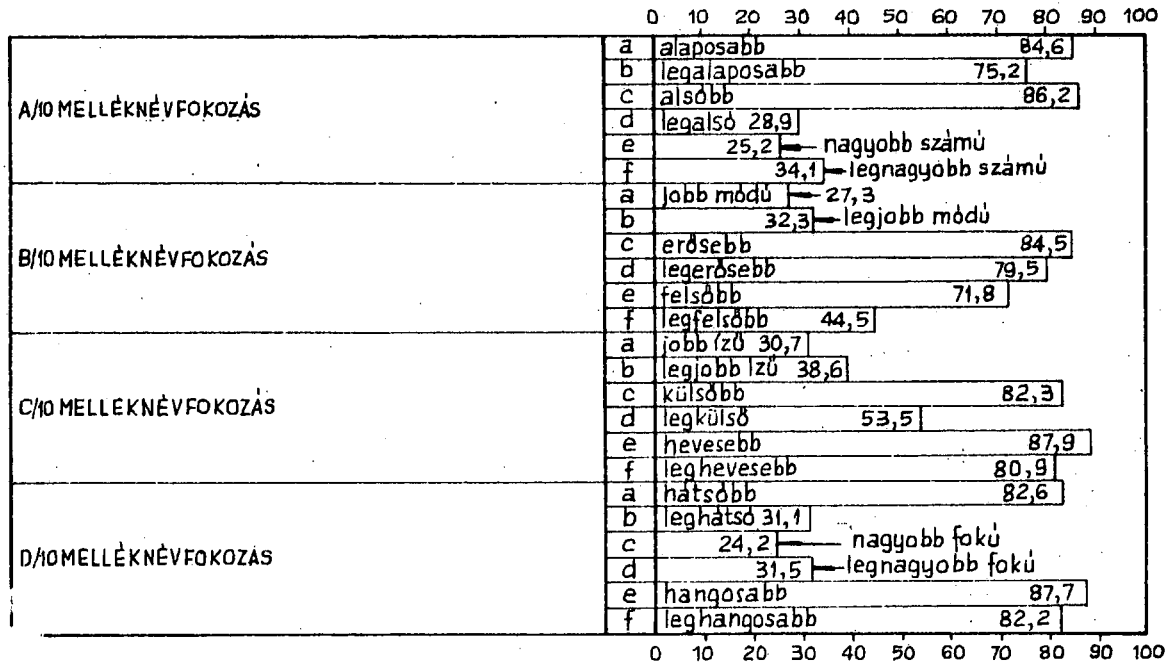 0 10 20 30 40 50 60 70 80 90 100
A/10 MELLÉKNÉVFOKOZÁS
a alaposabb 84,6
b legalaposabb 75,2
c alsóbb 86,2
d legalsó 28,9
e 25,2 nagyobb számú
f 34,1 legnagyobb számú
B/10 MELLÉKNÉVFOKOZÁS
a jobb módú 27,3
b 32,3 legjobb módú
c erősebb 84,5
d legerősebb 79,5
e felsőbb 71,8
f legfelsőbb 44,5
C/10 MELLÉKNÉVFOKOZÁS
a jobb ízű 30,7
b legjobb ízű 38,6
c külsőbb 82,3
d legkülső 53,5
e hevesebb 87,9
f leghevesebb 80,9
D/10 MELLÉKNÉVFOKOZÁS
a hátsóbb 82,6
b leghátsó 31,1
c 24,2 nagyobb fokú
d 31,5 legnagyobb fokú
e hangosabb 87,7
f leghangosabb 82,2
0 10 20 30 40 50 60 70 80 90 100